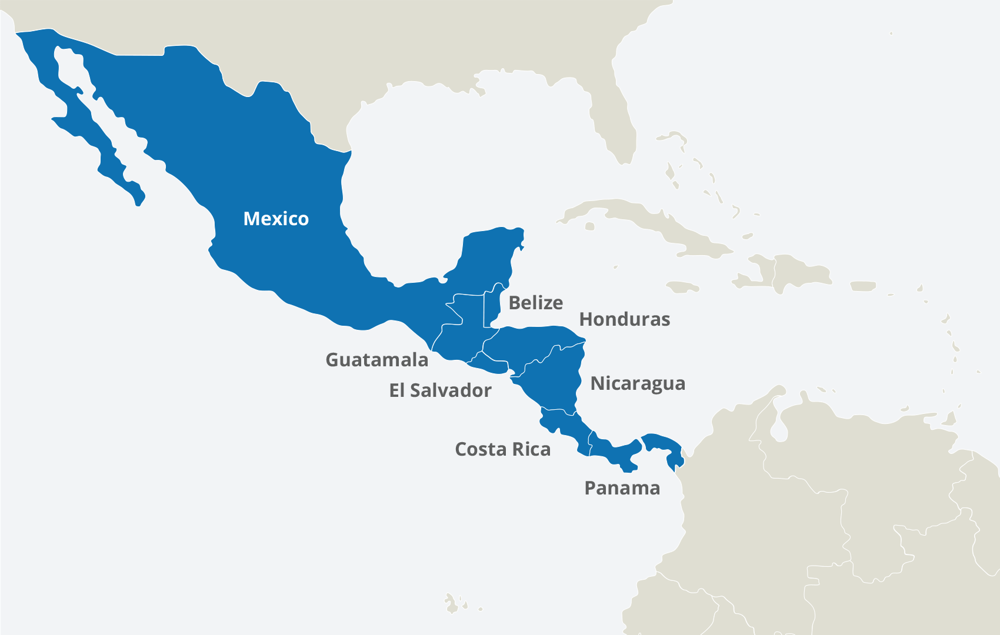 Mexico
Belize
Honduras
Guatamala
Nicaragua
El Salvador
Costa Rica
Panama